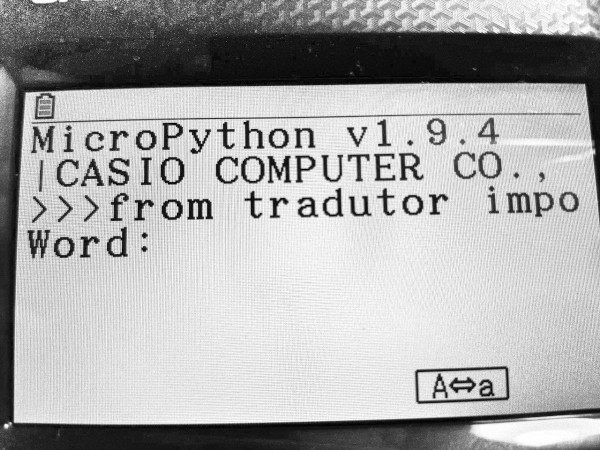 MicroPython v1.9.4
|CASIO COMPUTER CO.,
>>>from tradutor impo
Word:
A⇔a